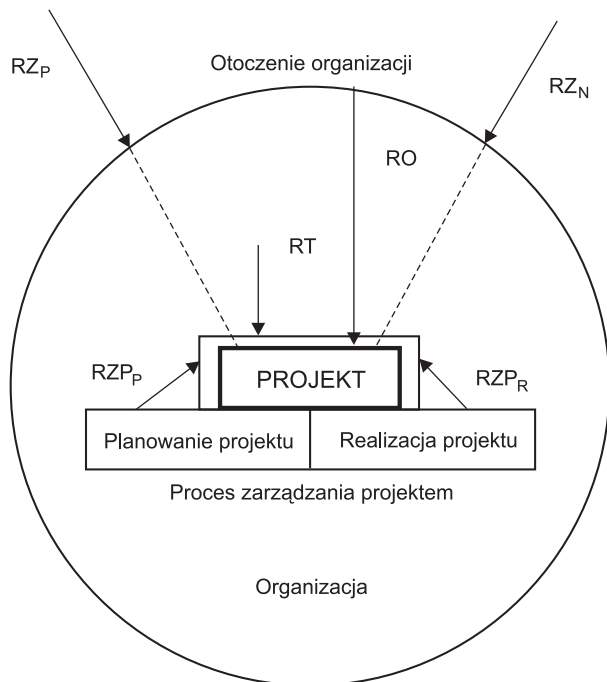 RZP
Otoczenie organizacji
RZN
RO
RT
RZPP
PROJEKT
RZPR
Planowanie projektu
Realizacja projektu
Proces zarządzania projektem
Organizacja